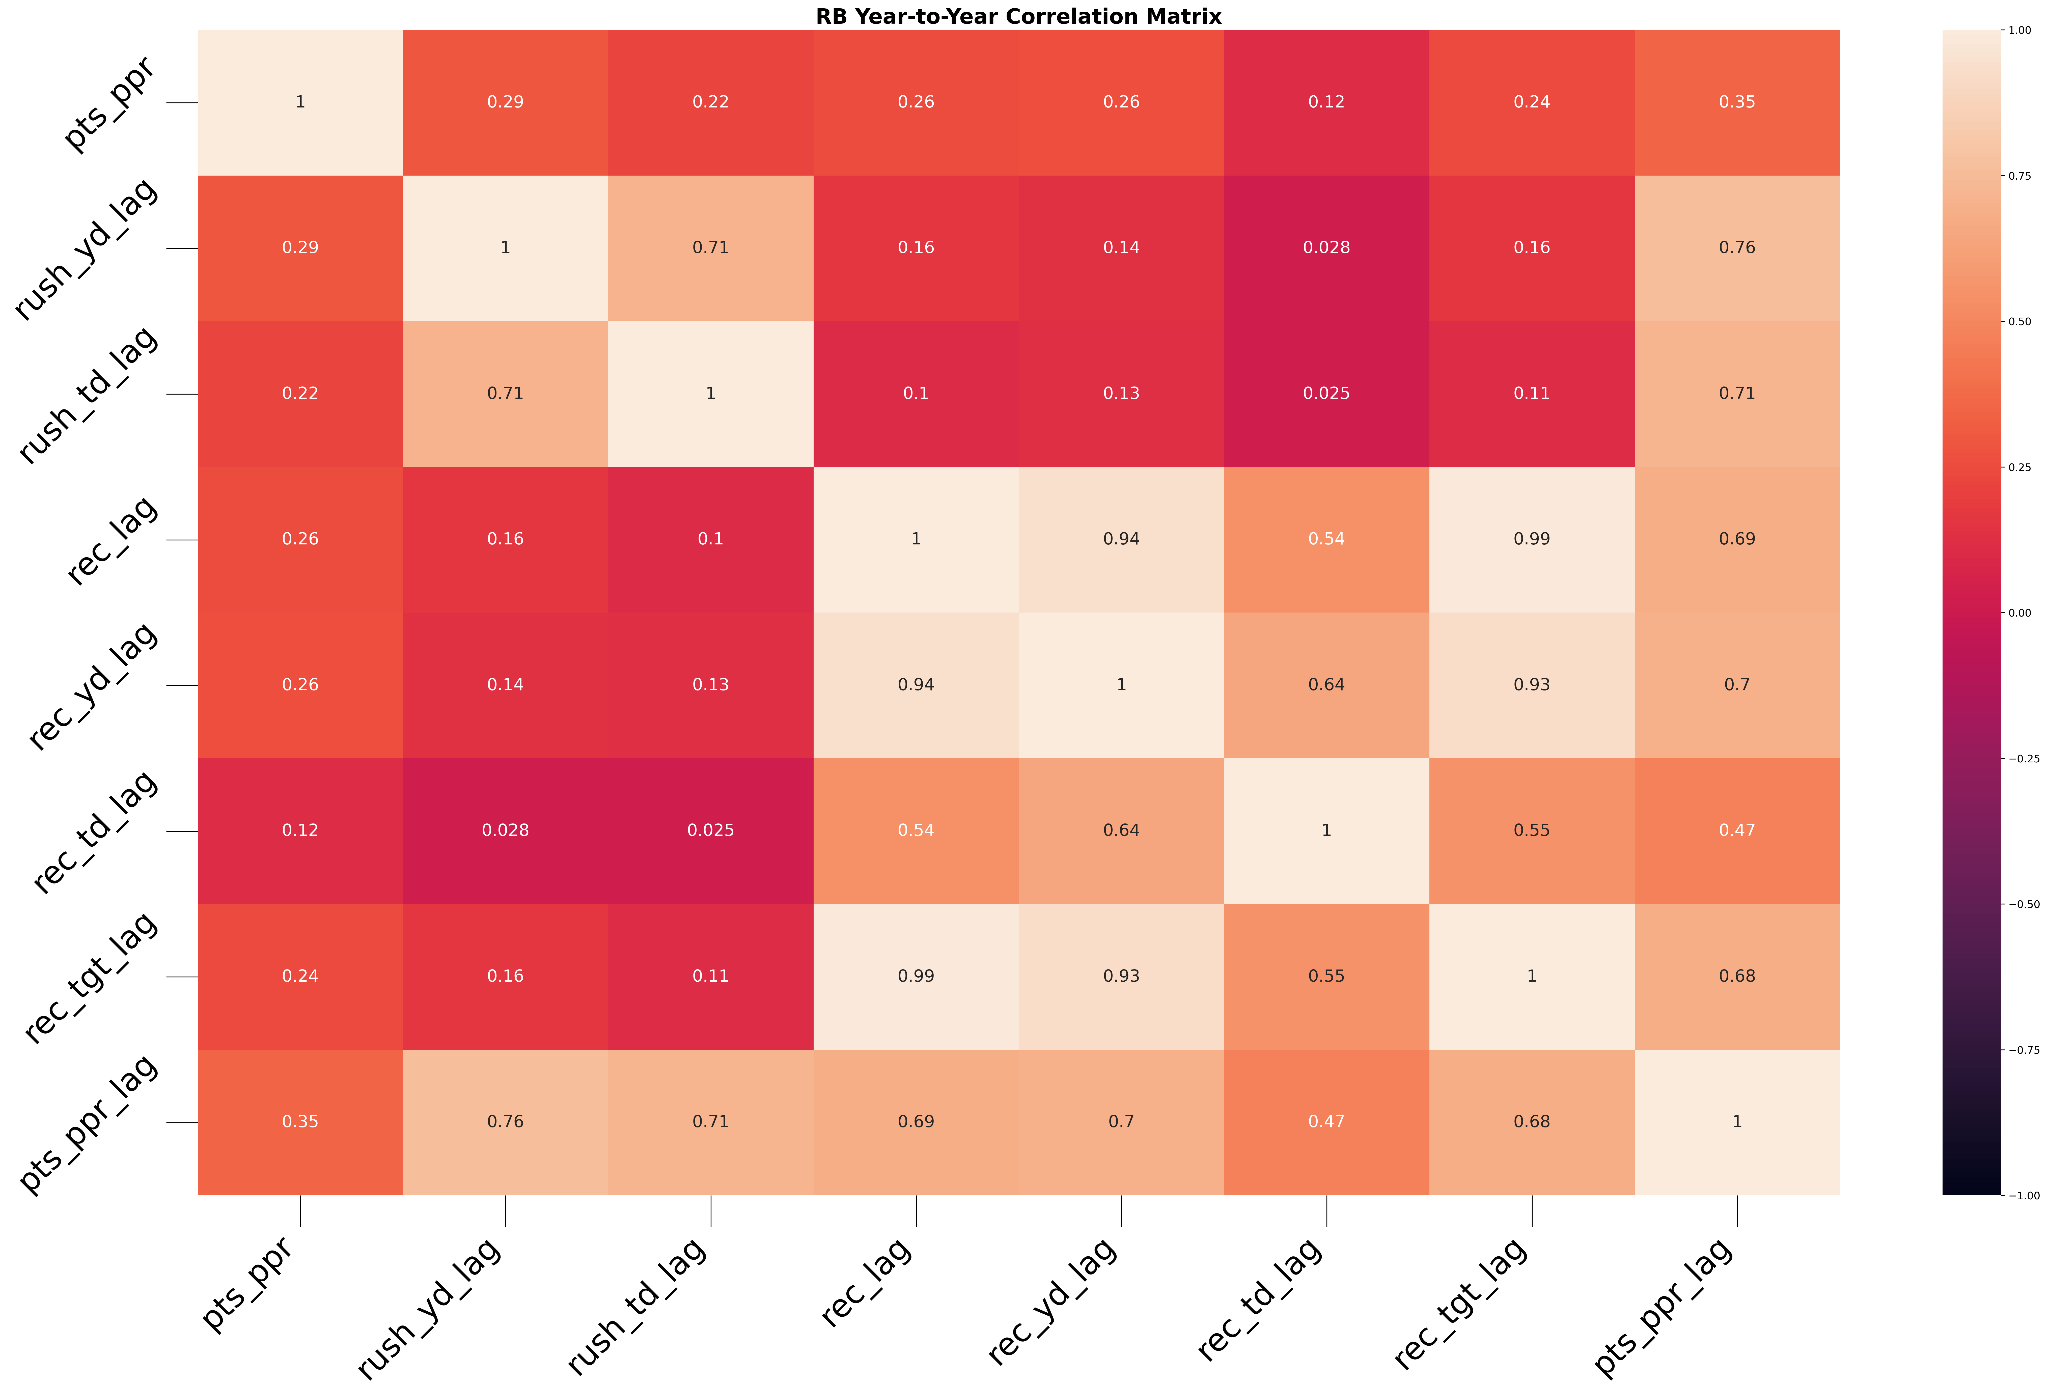 RB Year-to-Year Correlation Matrix
pts_ppr 1 0.29 0.22 0.26 0.26 0.12 0.24 0.35
rush_yd_lag 0.29 1 0.71 0.16 0.14 0.028 0.16 0.76
rush_td_lag 0.22 0.71 1 0.1 0.13 0.025 0.11 0.71
rec_lag 0.26 0.16 0.1 1 0.94 0.54 0.99 0.69
rec_yd_lag 0.26 0.14 0.13 0.94 1 0.64 0.93 0.7
rec_td_lag 0.12 0.028 0.025 0.54 0.64 1 0.55 0.47
rec_tgt_lag 0.24 0.16 0.11 0.99 0.93 0.55 1 0.68
pts_ppr_lag 0.35 0.76 0.71 0.69 0.7 0.47 0.68 1
pts_ppr rush_yd_lag rush_td_lag rec_lag rec_yd_lag rec_td_lag rec_tgt_lag pts_ppr_lag
1.00
0.75
0.50
0.25
0.00
−0.25
−0.50
−0.75
−1.00